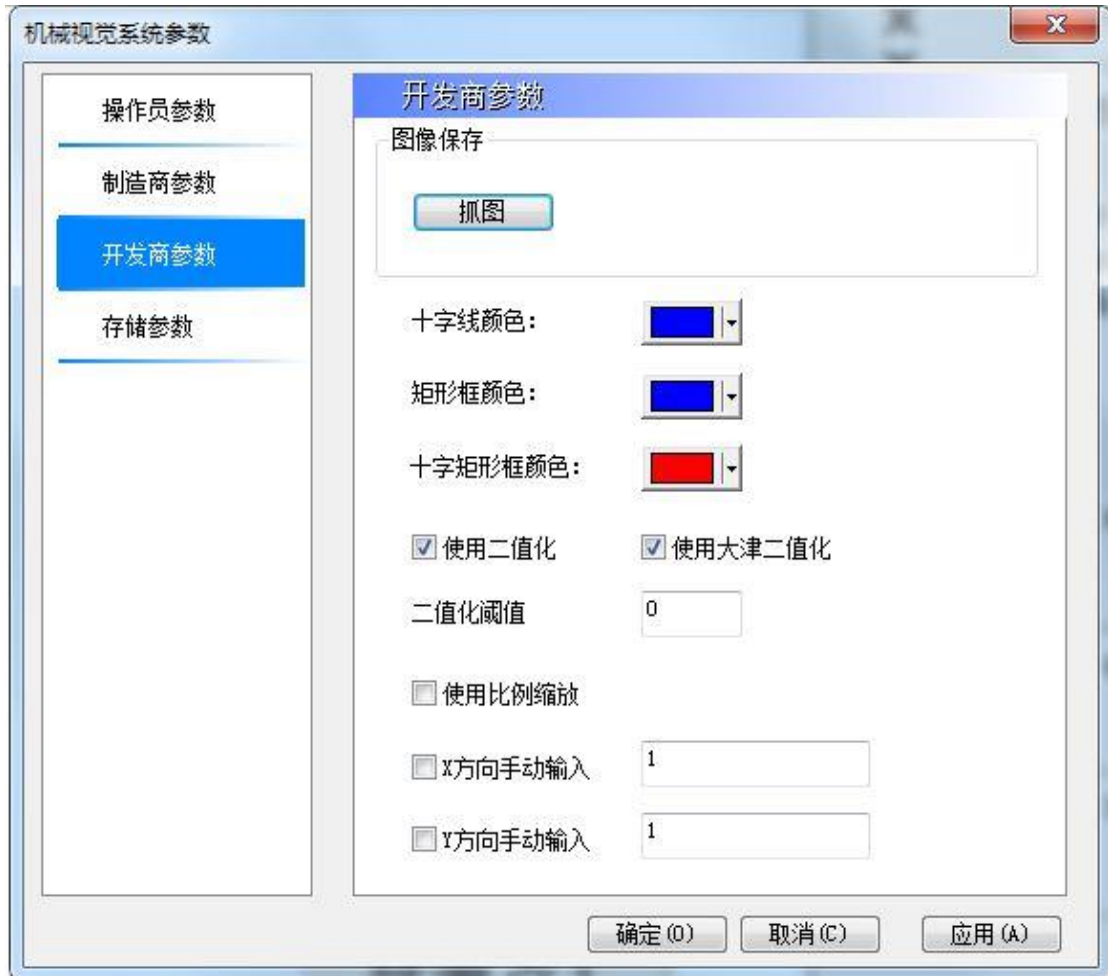 机械视觉系统参数
操作员参数
制造商参数
开发商参数
存储参数
开发商参数
图像保存
抓图
十字线颜色：
矩形框颜色：
十字矩形框颜色：
使用二值化 使用大津二值化
二值化阈值 0
使用比例缩放
X方向手动输入 1
Y方向手动输入 1
确定(O) 取消(C) 应用(A)